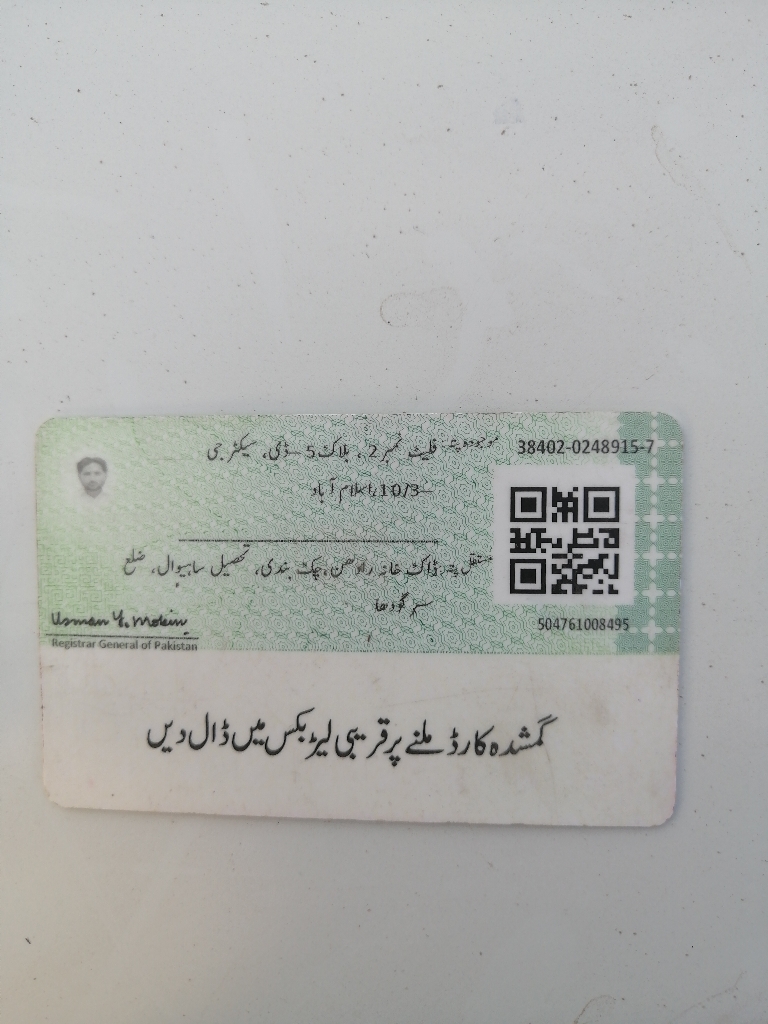 38402-0248915-7
موجودہ پتہ: فلیٹ نمبر 2، بلاک 5 - ڈی، سیکٹر جی
-10/3، اسلام آباد
مستقل پتہ: ڈاک خانہ رادھن، چک بندی، تحصیل ساہیوال، ضلع
سرگودھا
504761008495
Usman Y. Mobin
Registrar General of Pakistan
گمشدہ کارڈ ملنے پر قریبی لیٹر بکس میں ڈال دیں